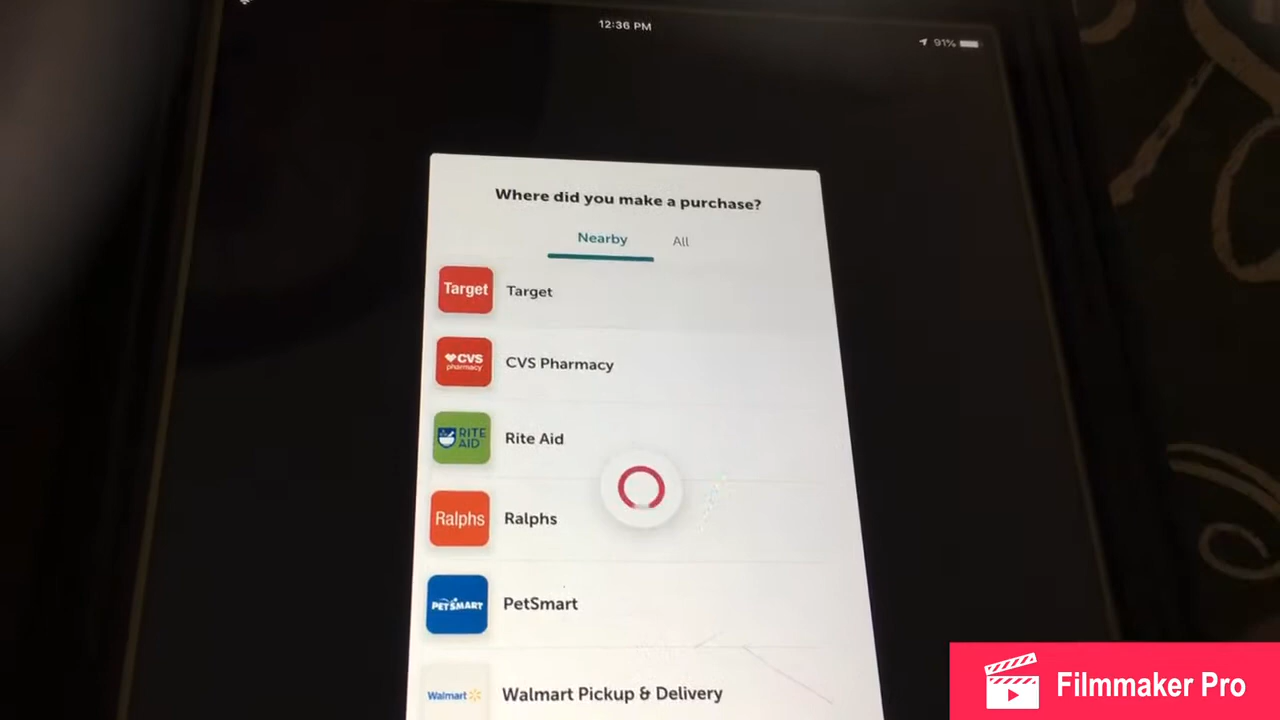 12:36 PM
91%
Where did you make a purchase?
Nearby
All
Target
Target
CVS
pharmacy
CVS Pharmacy
RITE
AID
Rite Aid
Ralphs
Ralphs
PETSMART
PetSmart
Walmart
Walmart Pickup & Delivery
Filmmaker Pro